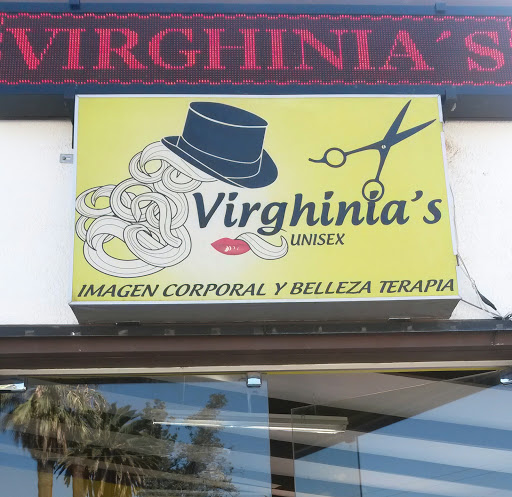 VIRGHINIA´S
Virghinia's
UNISEX
IMAGEN CORPORAL Y BELLEZA TERAPIA